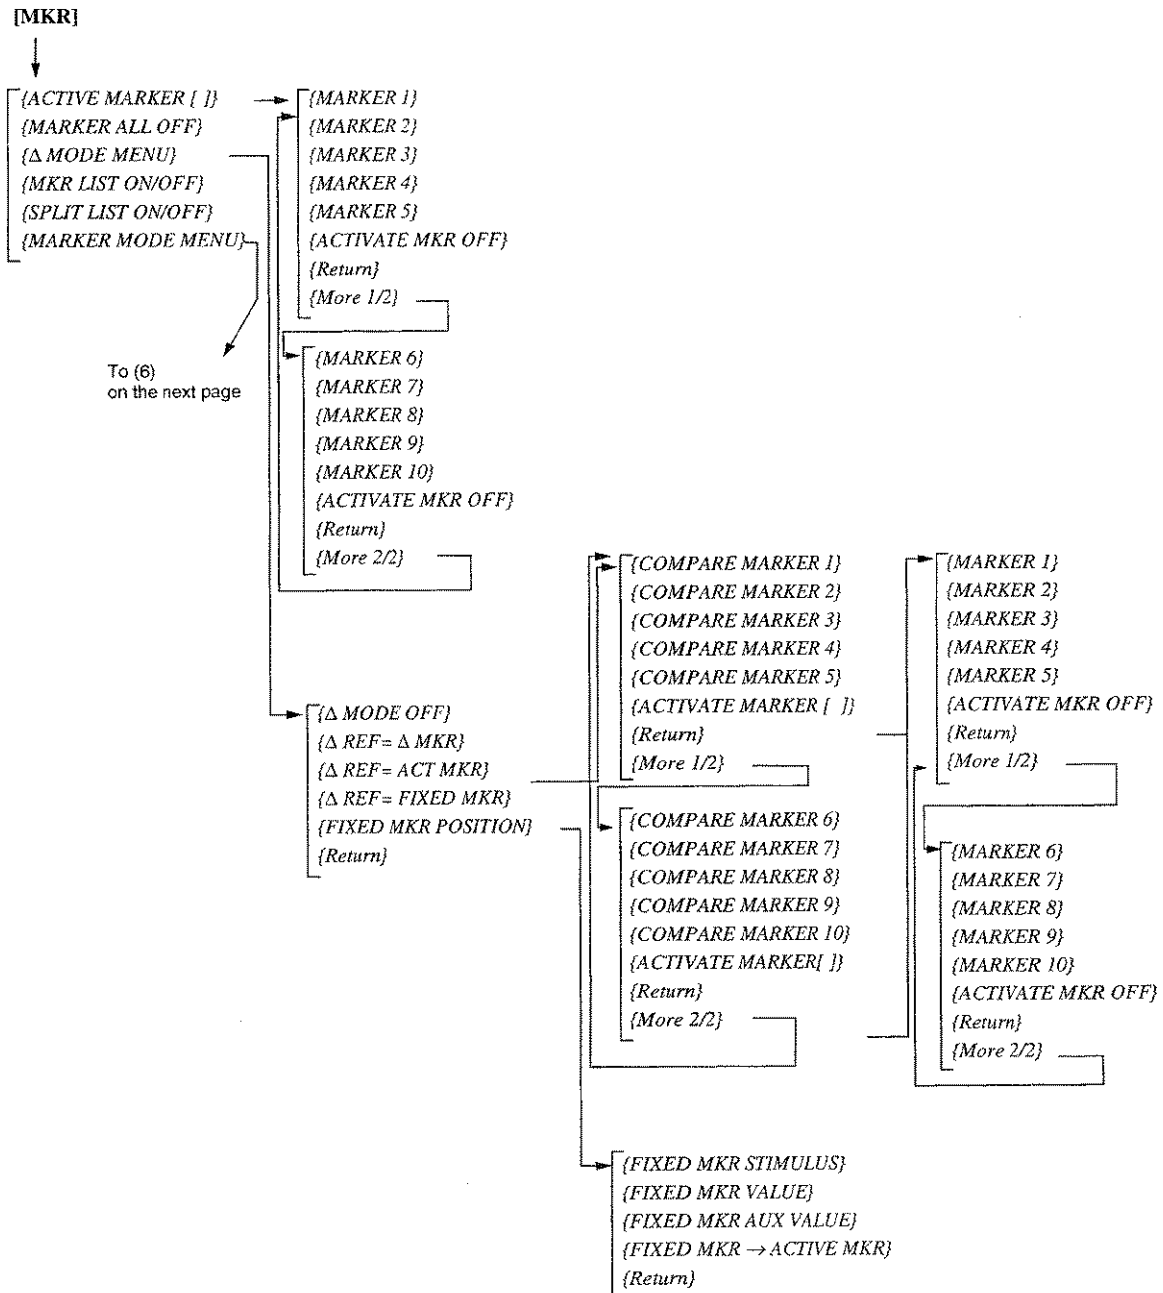 [MKR]
{ACTIVE MARKER [ ]}
{MARKER ALL OFF}
{Δ MODE MENU}
{MKR LIST ON/OFF}
{SPLIT LIST ON/OFF}
{MARKER MODE MENU}
To (6)
on the next page
{MARKER 1}
{MARKER 2}
{MARKER 3}
{MARKER 4}
{MARKER 5}
{ACTIVATE MKR OFF}
{Return}
{More 1/2}
{MARKER 6}
{MARKER 7}
{MARKER 8}
{MARKER 9}
{MARKER 10}
{ACTIVATE MKR OFF}
{Return}
{More 2/2}
{Δ MODE OFF}
{Δ REF= Δ MKR}
{Δ REF= ACT MKR}
{Δ REF= FIXED MKR}
{FIXED MKR POSITION}
{Return}
{COMPARE MARKER 1}
{COMPARE MARKER 2}
{COMPARE MARKER 3}
{COMPARE MARKER 4}
{COMPARE MARKER 5}
{ACTIVATE MARKER [ ]}
{Return}
{More 1/2}
{COMPARE MARKER 6}
{COMPARE MARKER 7}
{COMPARE MARKER 8}
{COMPARE MARKER 9}
{COMPARE MARKER 10}
{ACTIVATE MARKER[ ]}
{Return}
{More 2/2}
{MARKER 1}
{MARKER 2}
{MARKER 3}
{MARKER 4}
{MARKER 5}
{ACTIVATE MKR OFF}
{Return}
{More 1/2}
{MARKER 6}
{MARKER 7}
{MARKER 8}
{MARKER 9}
{MARKER 10}
{ACTIVATE MKR OFF}
{Return}
{More 2/2}
{FIXED MKR STIMULUS}
{FIXED MKR VALUE}
{FIXED MKR AUX VALUE}
{FIXED MKR → ACTIVE MKR}
{Return}